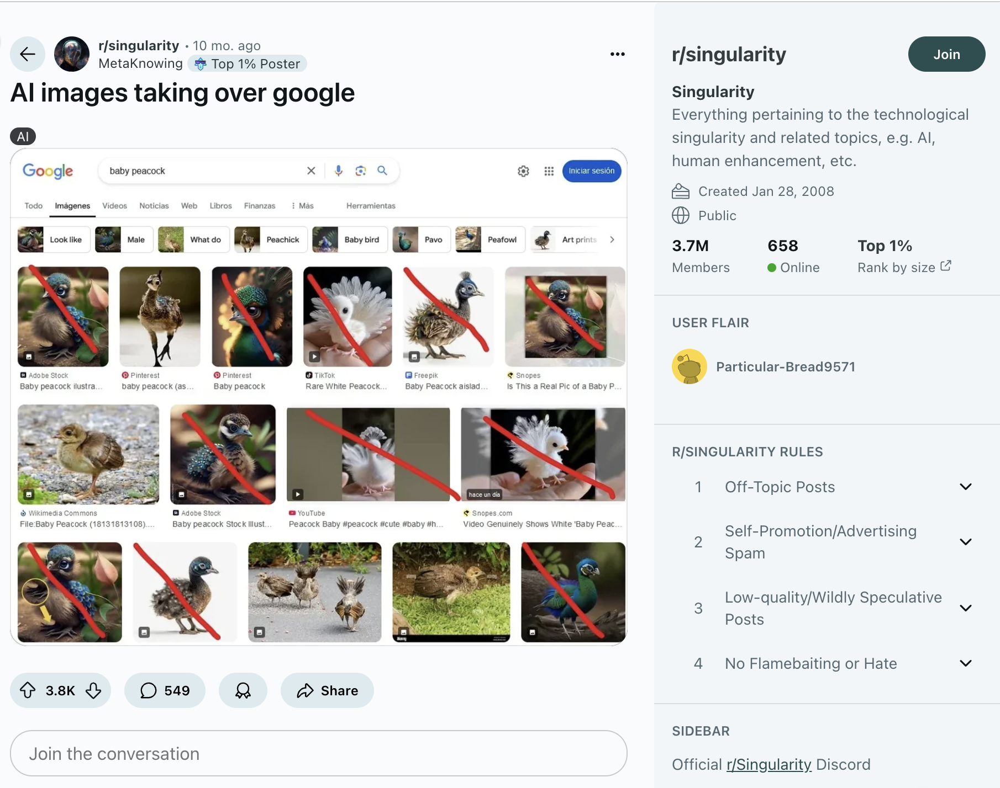 r/singularity • 10 mo. ago
MetaKnowing Top 1% Poster
AI images taking over google
AI
Google
baby peacock
Iniciar sesión
Todo Imágenes Videos Noticias Web Libros Finanzas Más Herramientas
Look like Male What do Peachick Baby bird Pavo Peafowl Art prints
Adobe Stock
Baby peacock ilustra...
Pinterest
baby peacock (as...
Pinterest
Baby peacock
TikTok
Rare White Peacock...
Freepik
Baby Peacock aislad...
Snopes
Is This a Real Pic of a Baby P...
hace un día
Wikimedia Commons
File:Baby Peacock (18131813108)....
Adobe Stock
Baby peacock Stock Illust...
YouTube
Peacock Baby #peacock #cute #baby #h...
Snopes.com
Video Genuinely Shows White 'Baby Peac...
3.8K
549
Share
Join the conversation
r/singularity
Join
Singularity
Everything pertaining to the technological
singularity and related topics, e.g. AI,
human enhancement, etc.
Created Jan 28, 2008
Public
3.7M 658 Top 1%
Members Online Rank by size
USER FLAIR
Particular-Bread9571
R/SINGULARITY RULES
1 Off-Topic Posts
2 Self-Promotion/Advertising
Spam
3 Low-quality/Wildly Speculative
Posts
4 No Flamebaiting or Hate
SIDEBAR
Official r/Singularity Discord